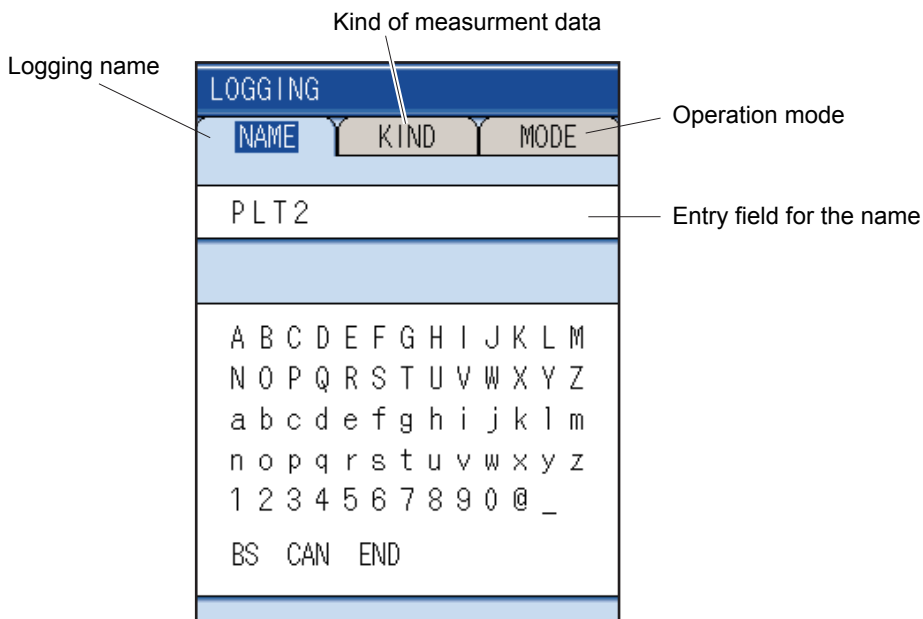 Kind of measurment data
Logging name
LOGGING
NAME KIND MODE
Operation mode
PLT2
Entry field for the name
A B C D E F G H I J K L M
N O P Q R S T U V W X Y Z
a b c d e f g h i j k l m
n o p q r s t u v w x y z
1 2 3 4 5 6 7 8 9 0 @ _
BS CAN END